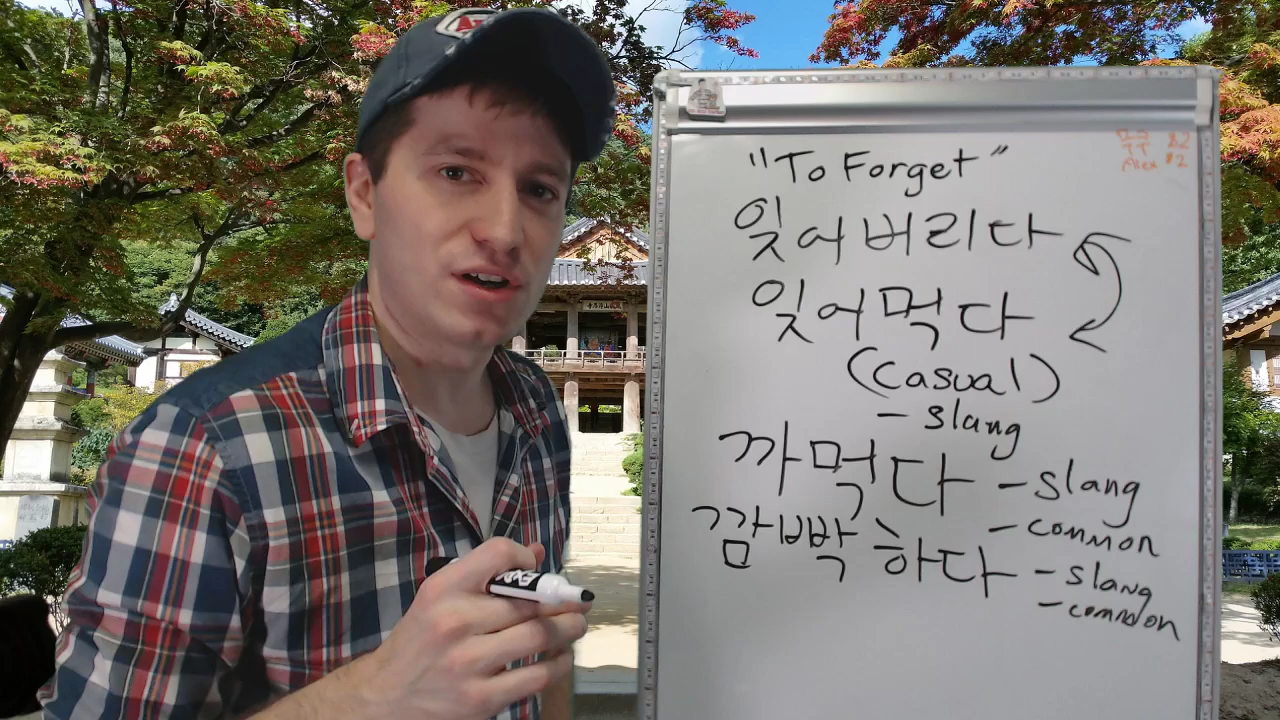 "To Forget"
잊어버리다
잊어먹다
(casual)
- slang
까먹다 - slang
- common
깜빡하다 - slang
- common
Alex